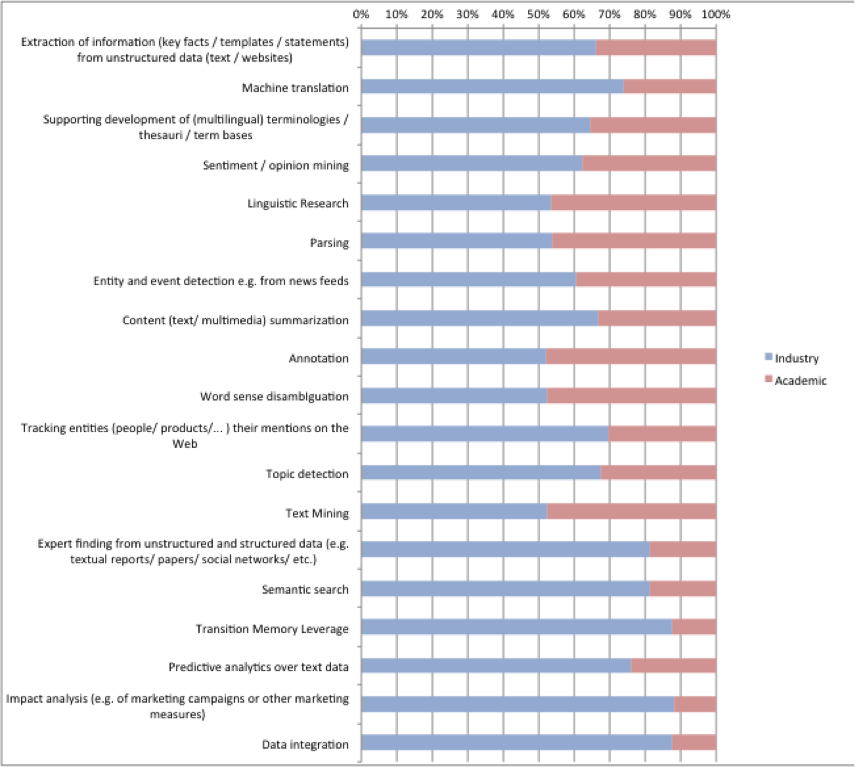 0% 10% 20% 30% 40% 50% 60% 70% 80% 90% 100%
Extraction of information (key facts / templates / statements)
from unstructured data (text / websites)
Machine translation
Supporting development of (multilingual) terminologies /
thesauri / term bases
Sentiment / opinion mining
Linguistic Research
Parsing
Entity and event detection e.g. from news feeds
Content (text/ multimedia) summarization
Annotation
Word sense disambIguation
Tracking entities (people/ products/... ) their mentions on the
Web
Topic detection
Text Mining
Expert finding from unstructured and structured data (e.g.
textual reports/ papers/ social networks/ etc.)
Semantic search
Transition Memory Leverage
Predictive analytics over text data
Impact analysis (e.g. of marketing campaigns or other marketing
measures)
Data integration
Industry
Academic